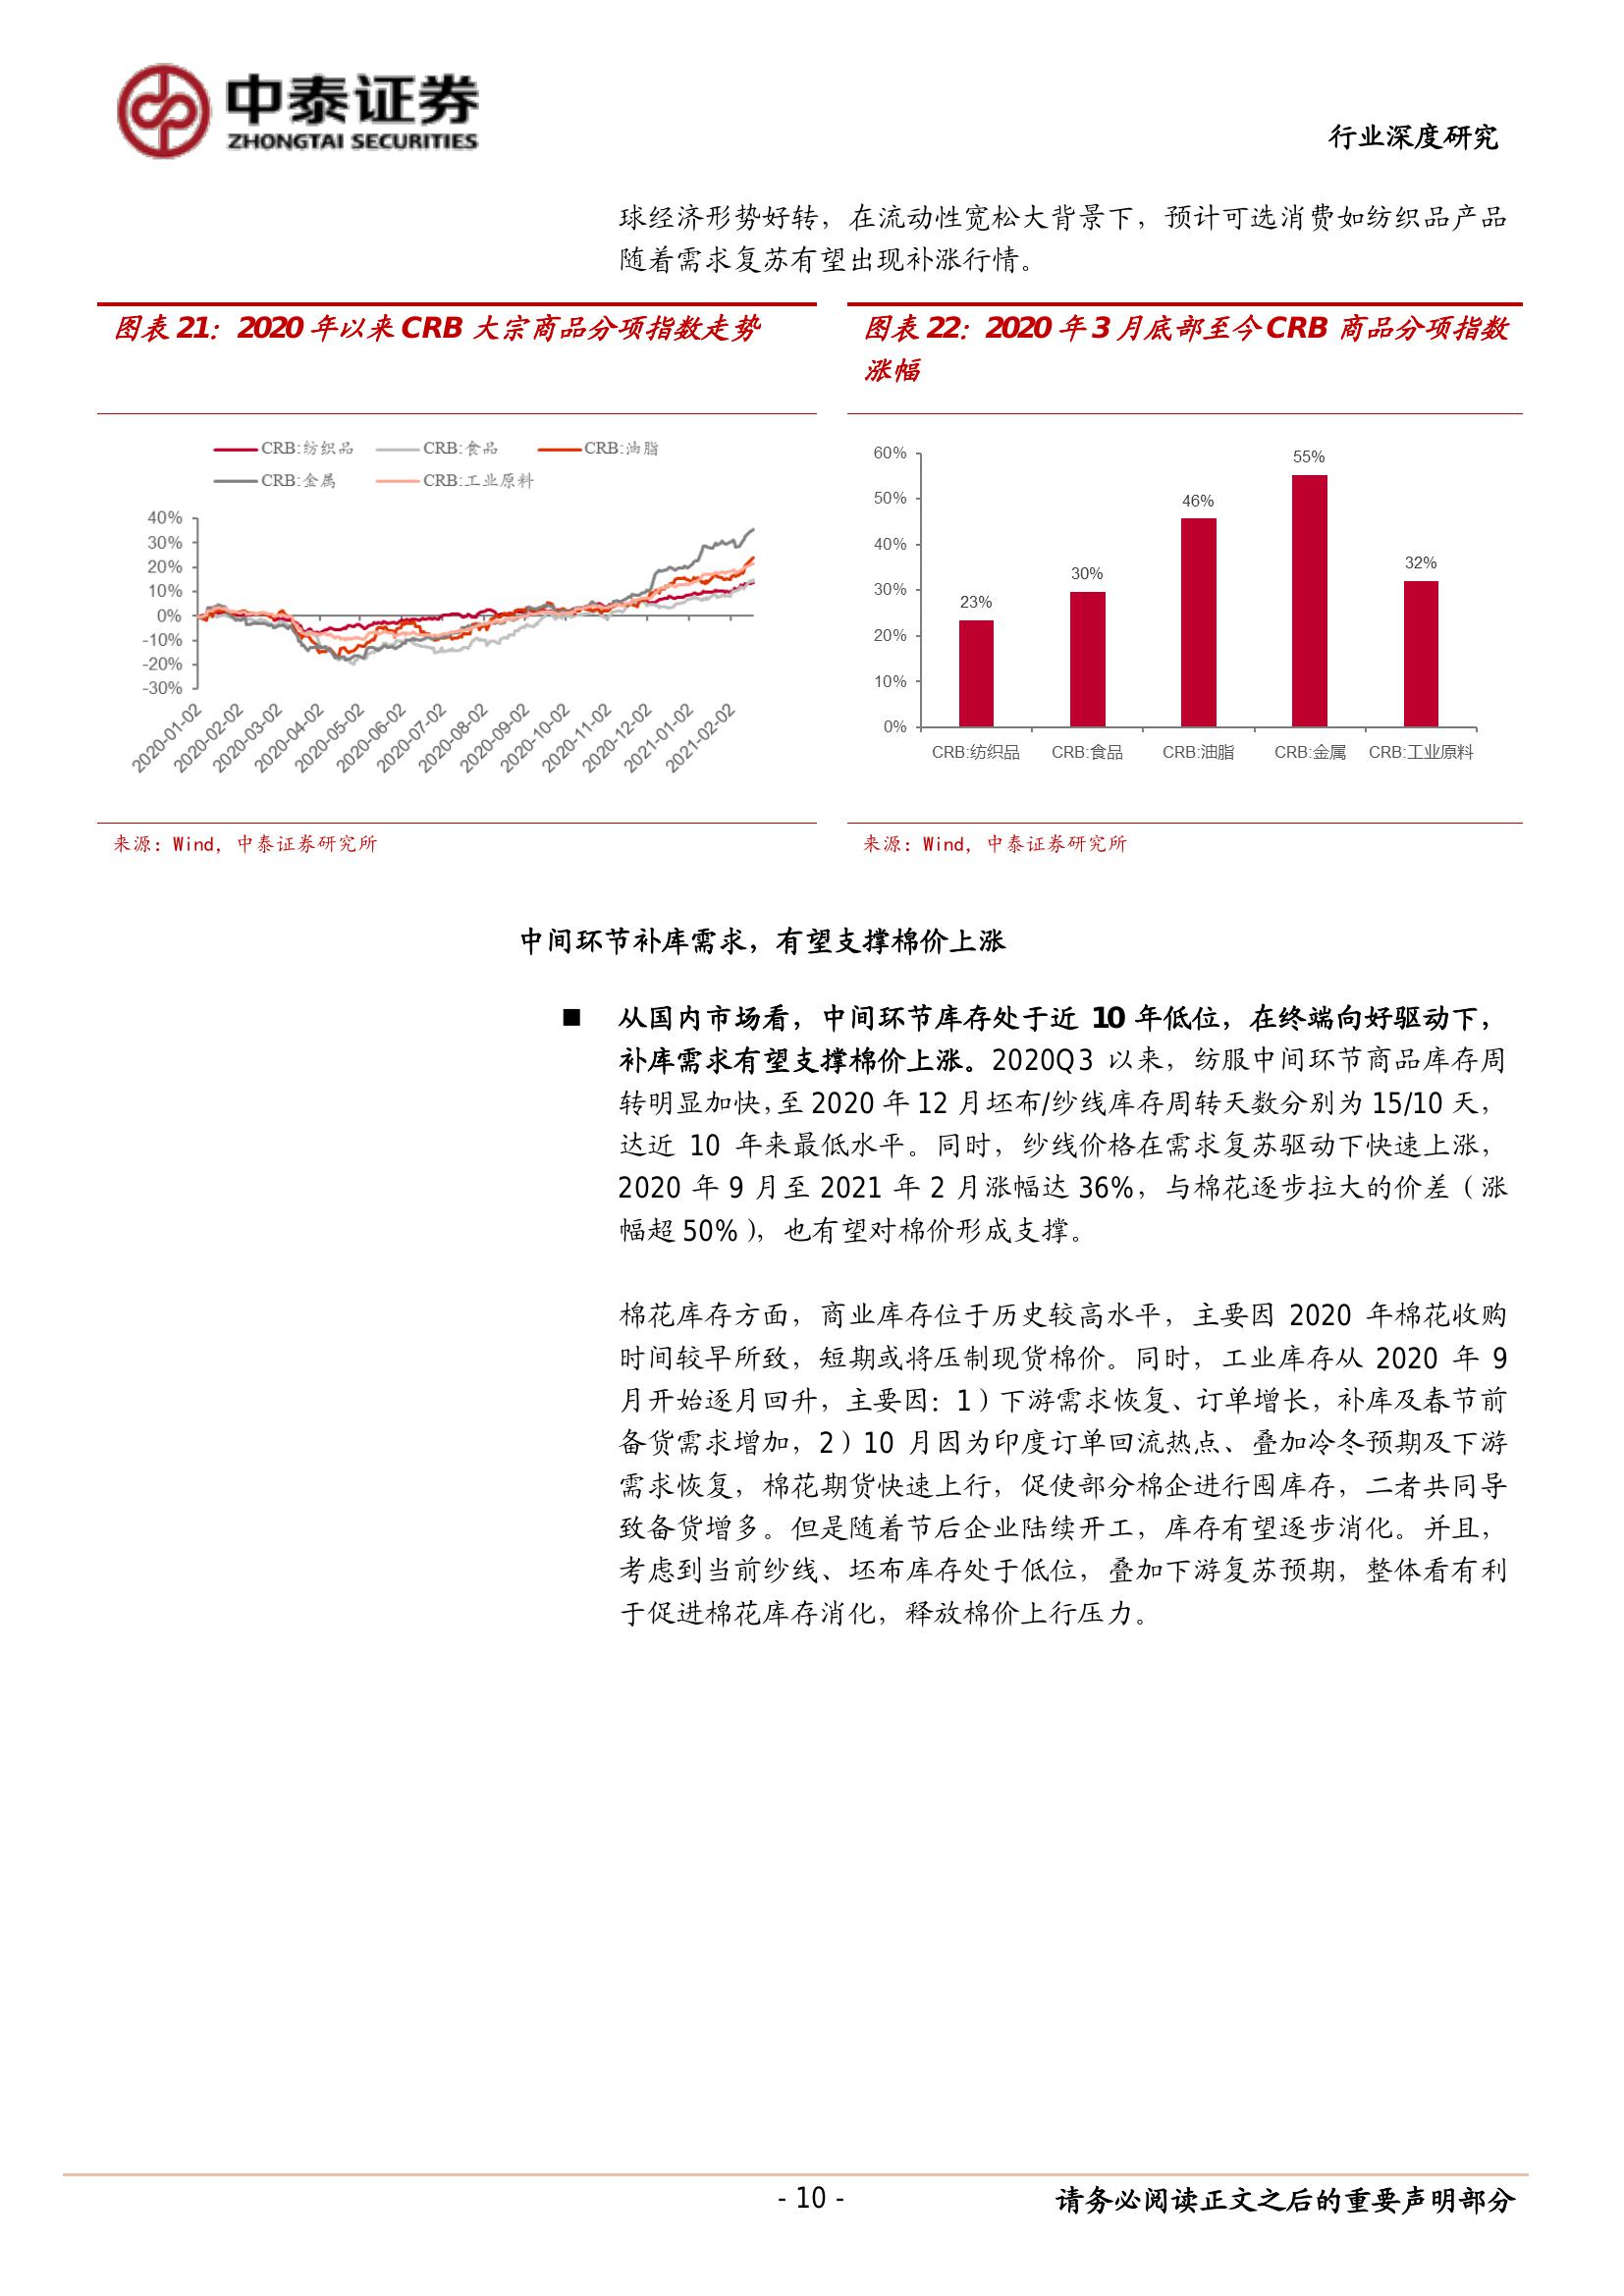 中泰证券
ZHONGTAI SECURITIES
行业深度研究
球经济形势好转，在流动性宽松大背景下，预计可选消费如纺织品产品
随着需求复苏有望出现补涨行情。
图表 21：2020 年以来 CRB 大宗商品分项指数走势
CRB:纺织品 CRB:食品 CRB:油脂
CRB:金属 CRB:工业原料
40%
30%
20%
10%
0%
-10%
-20%
-30%
2020-01-02
2020-02-02
2020-03-02
2020-04-02
2020-05-02
2020-06-02
2020-07-02
2020-08-02
2020-09-02
2020-10-02
2020-11-02
2020-12-02
2021-01-02
2021-02-02
来源：Wind，中泰证券研究所
图表 22：2020 年 3 月底部至今 CRB 商品分项指数
涨幅
60%
50%
40%
30%
20%
10%
0%
23%
30%
46%
55%
32%
CRB:纺织品 CRB:食品 CRB:油脂 CRB:金属 CRB:工业原料
来源：Wind，中泰证券研究所
中间环节补库需求，有望支撑棉价上涨
■ 从国内市场看，中间环节库存处于近 10 年低位，在终端向好驱动下，
补库需求有望支撑棉价上涨。2020Q3 以来，纺服中间环节商品库存周
转明显加快，至 2020 年 12 月坯布/纱线库存周转天数分别为 15/10 天，
达近 10 年来最低水平。同时，纱线价格在需求复苏驱动下快速上涨，
2020 年 9 月至 2021 年 2 月涨幅达 36%，与棉花逐步拉大的价差（涨
幅超 50%），也有望对棉价形成支撑。
棉花库存方面，商业库存位于历史较高水平，主要因 2020 年棉花收购
时间较早所致，短期或将压制现货棉价。同时，工业库存从 2020 年 9
月开始逐月回升，主要因：1）下游需求恢复、订单增长，补库及春节前
备货需求增加，2）10 月因为印度订单回流热点、叠加冷冬预期及下游
需求恢复，棉花期货快速上行，促使部分棉企进行囤库存，二者共同导
致备货增多。但是随着节后企业陆续开工，库存有望逐步消化。并且，
考虑到当前纱线、坯布库存处于低位，叠加下游复苏预期，整体看有利
于促进棉花库存消化，释放棉价上行压力。
- 10 -
请务必阅读正文之后的重要声明部分